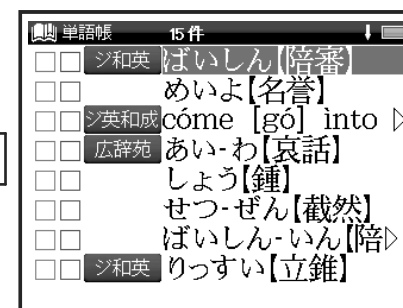 単語帳 15件
ジ和英 ばいしん【陪審】
めいよ【名誉】
ジ英和成 cóme [gó] ìnto
広辞苑 あい‐わ【哀話】
しょう【鍾】
せつ‐ぜん【截然】
ばいしん‐いん【陪
ジ和英 りっすい【立錐】